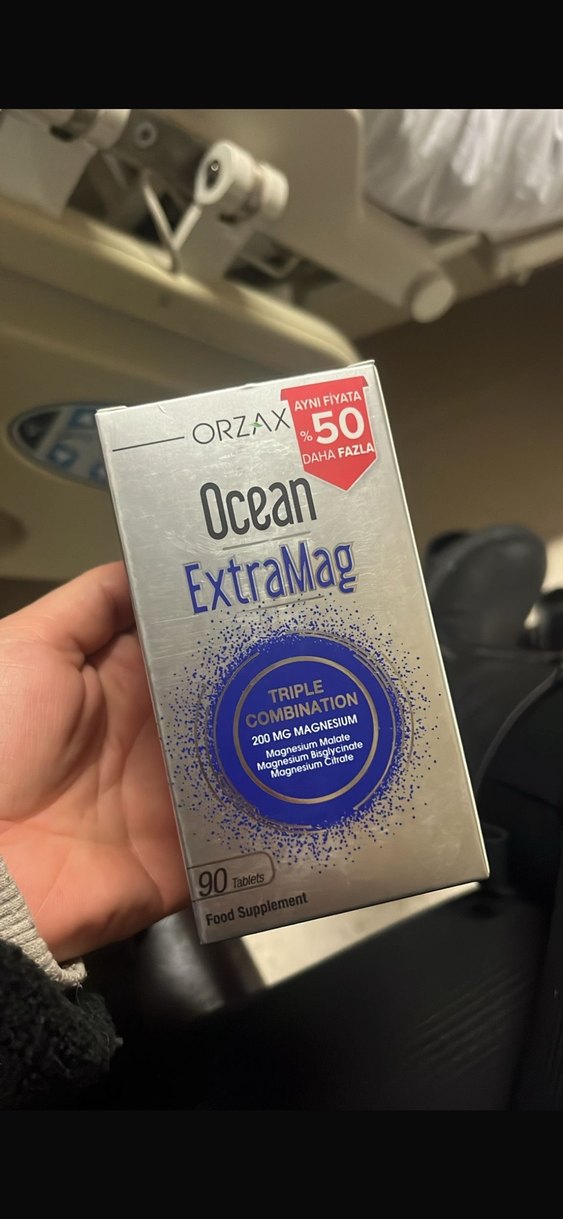 ORZAX
AYNI FİYATA
%50
DAHA FAZLA
Ocean
ExtraMag
TRIPLE
COMBINATION
200 MG MAGNESIUM
Magnesium Malate
Magnesium Bisglycinate
Magnesium Citrate
90 Tablets
Food Supplement